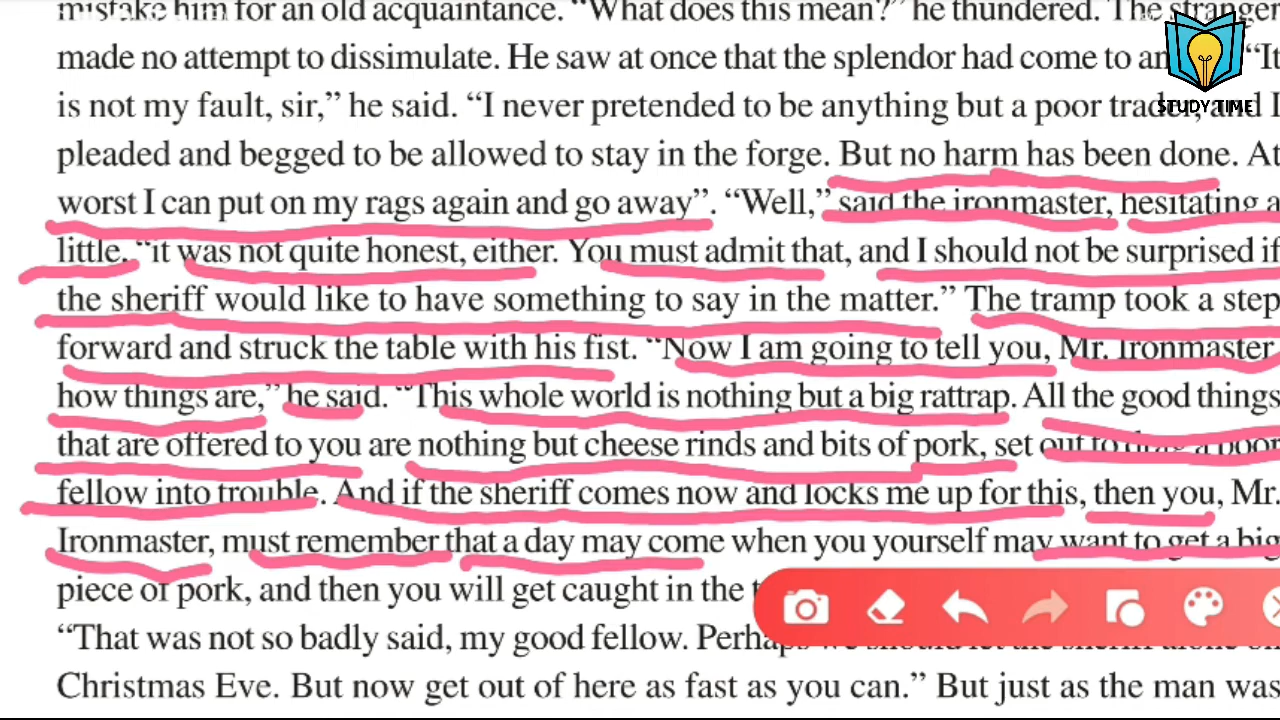 mistake him for an old acquaintance. “What does this mean?” he thundered. The stranger
made no attempt to dissimulate. He saw at once that the splendor had come to an “It
is not my fault, sir,” he said. “I never pretended to be anything but a poor trader, and I
pleaded and begged to be allowed to stay in the forge. But no harm has been done. At
worst I can put on my rags again and go away”. “Well,” said the ironmaster, hesitating a
little. “it was not quite honest, either. You must admit that, and I should not be surprised if
the sheriff would like to have something to say in the matter.” The tramp took a step
forward and struck the table with his fist. “Now I am going to tell you, Mr. Ironmaster
how things are,” he said. “This whole world is nothing but a big rattrap. All the good things
that are offered to you are nothing but cheese rinds and bits of pork, set out to drag a poor
fellow into trouble. And if the sheriff comes now and locks me up for this, then you, Mr.
Ironmaster, must remember that a day may come when you yourself may want to get a big
piece of pork, and then you will get caught in the
“That was not so badly said, my good fellow. Perhaps we should let the sheriff alone on
Christmas Eve. But now get out of here as fast as you can.” But just as the man was
STUDY TIME